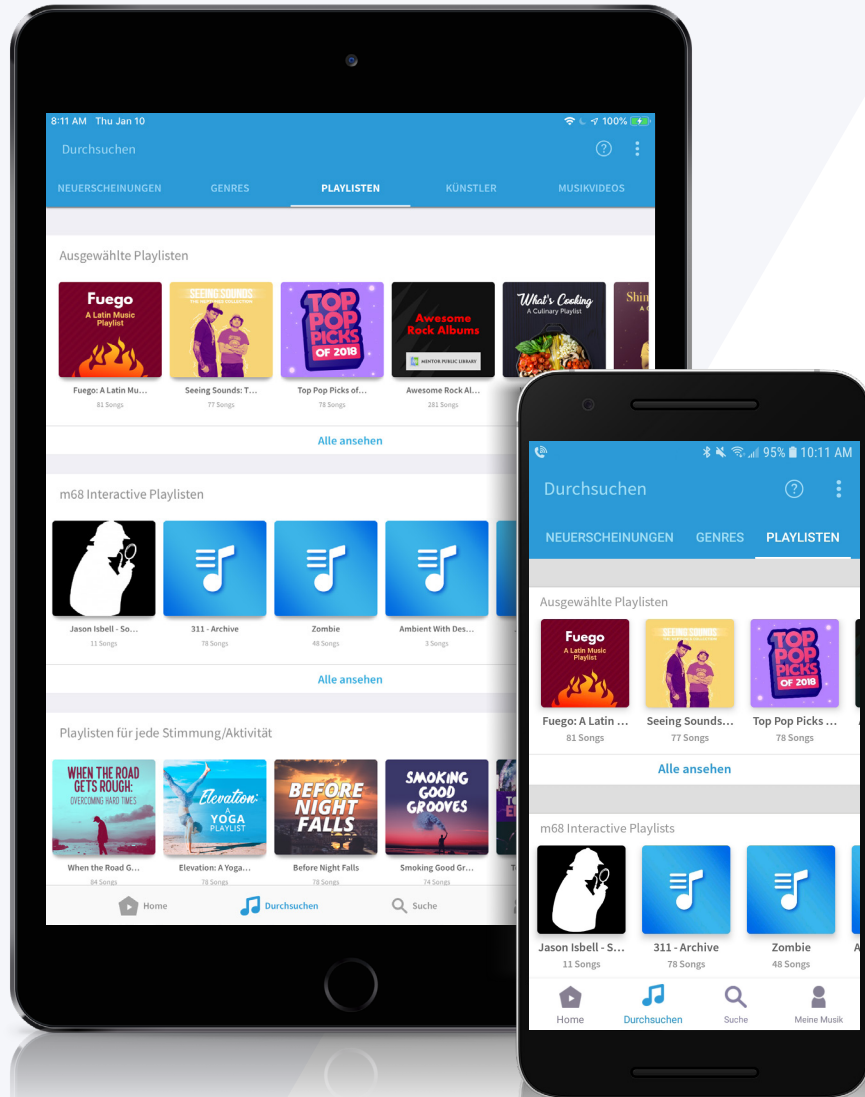 8:11 AM Thu Jan 10
100%
Durchsuchen
NEUERSCHEINUNGEN GENRES PLAYLISTEN KÜNSTLER MUSIKVIDEOS
Ausgewählte Playlisten
Fuego
A Latin Music
Playlist
SEEING SOUNDS
TOP
POP
PICKS
OF 2018
Awesome
Rock Albums
MENTOR PUBLIC LIBRARY
What's Cooking
A Culinary Playlist
Shin
Fuego: A Latin Mu...
81 Songs
Seeing Sounds: T...
77 Songs
Top Pop Picks of...
78 Songs
Awesome Rock Al...
281 Songs
Alle ansehen
m68 Interactive Playlisten
Jason Isbell - So...
11 Songs
311 - Archive
78 Songs
Zombie
48 Songs
Ambient With Des...
3 Songs
Alle ansehen
Playlisten für jede Stimmung/Aktivität
WHEN THE ROAD
GETS ROUGH:
OVERCOMING HARD TIMES
Elevation:
A
YOGA
PLAYLIST
BEFORE
NIGHT
FALLS
SMOKING
GOOD
GROOVES
When the Road G...
94 Songs
Elevation: A Yoga...
78 Songs
Before Night Falls
78 Songs
Smoking Good Gr...
74 Songs
Home Durchsuchen Suche
95% 10:11 AM
Durchsuchen
NEUERSCHEINUNGEN GENRES PLAYLISTEN
Ausgewählte Playlisten
Fuego
A Latin Music
Playlist
SEEING SOUNDS
TOP
POP
PICKS
OF 2018
Fuego: A Latin ...
81 Songs
Seeing Sounds...
77 Songs
Top Pop Picks ...
78 Songs
Alle ansehen
m68 Interactive Playlists
Jason Isbell - S...
11 Songs
311 - Archive
78 Songs
Zombie
48 Songs
Home Durchsuchen Suche Meine Musik